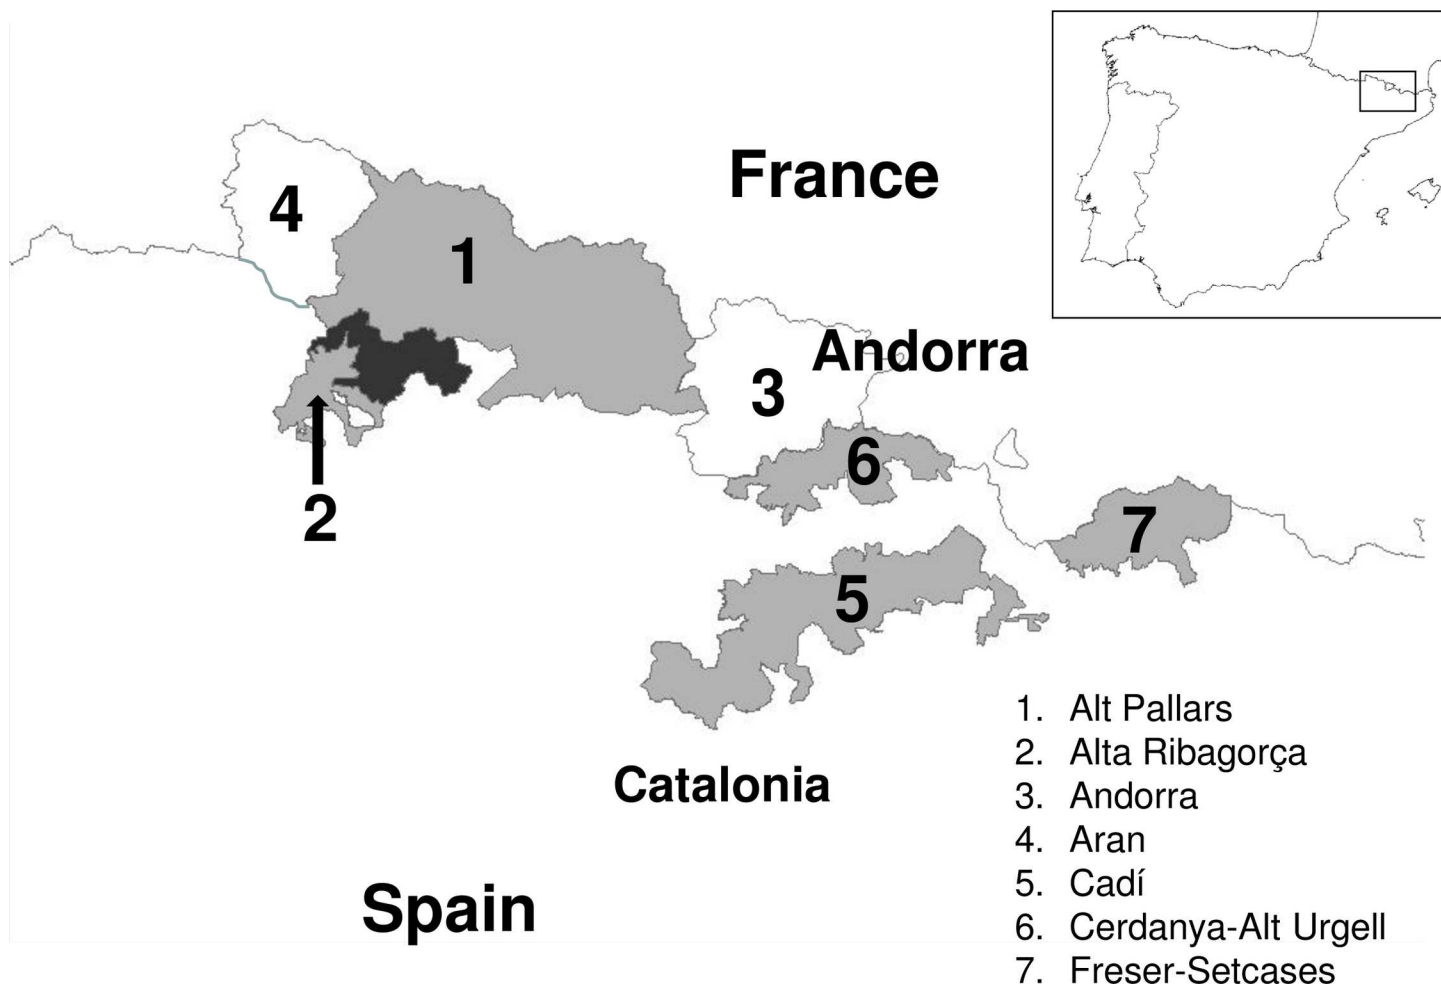 France
4
1
Andorra
3
6
2
7
5
1. Alt Pallars
2. Alta Ribagorça
Catalonia
3. Andorra
4. Aran
5. Cadí
Spain
6. Cerdanya-Alt Urgell
7. Freser-Setcases